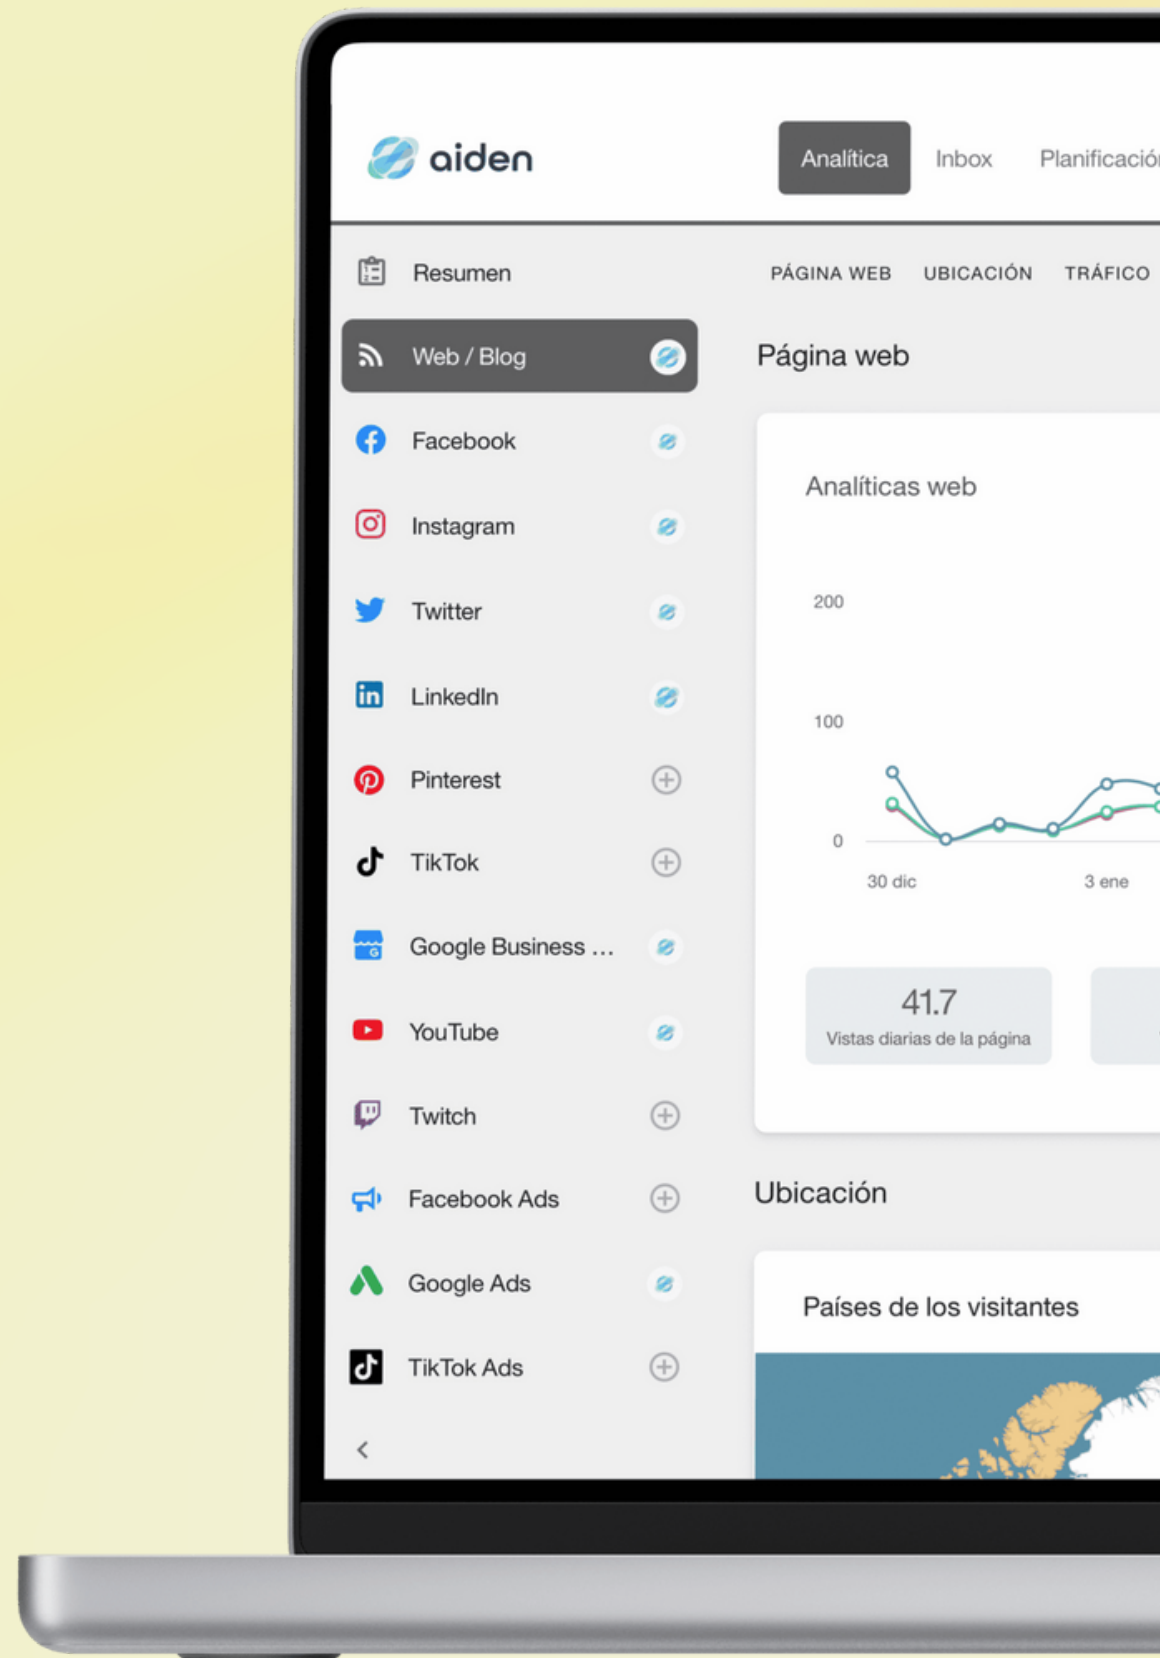 aiden
Analítica Inbox Planificación
Resumen
PÁGINA WEB UBICACIÓN TRÁFICO
Web / Blog
Página web
Facebook
Analíticas web
Instagram
200
Twitter
LinkedIn
100
Pinterest
0
TikTok
30 dic 3 ene
Google Business ...
41.7
Vistas diarias de la página
YouTube
Twitch
Ubicación
Facebook Ads
Google Ads
Países de los visitantes
TikTok Ads